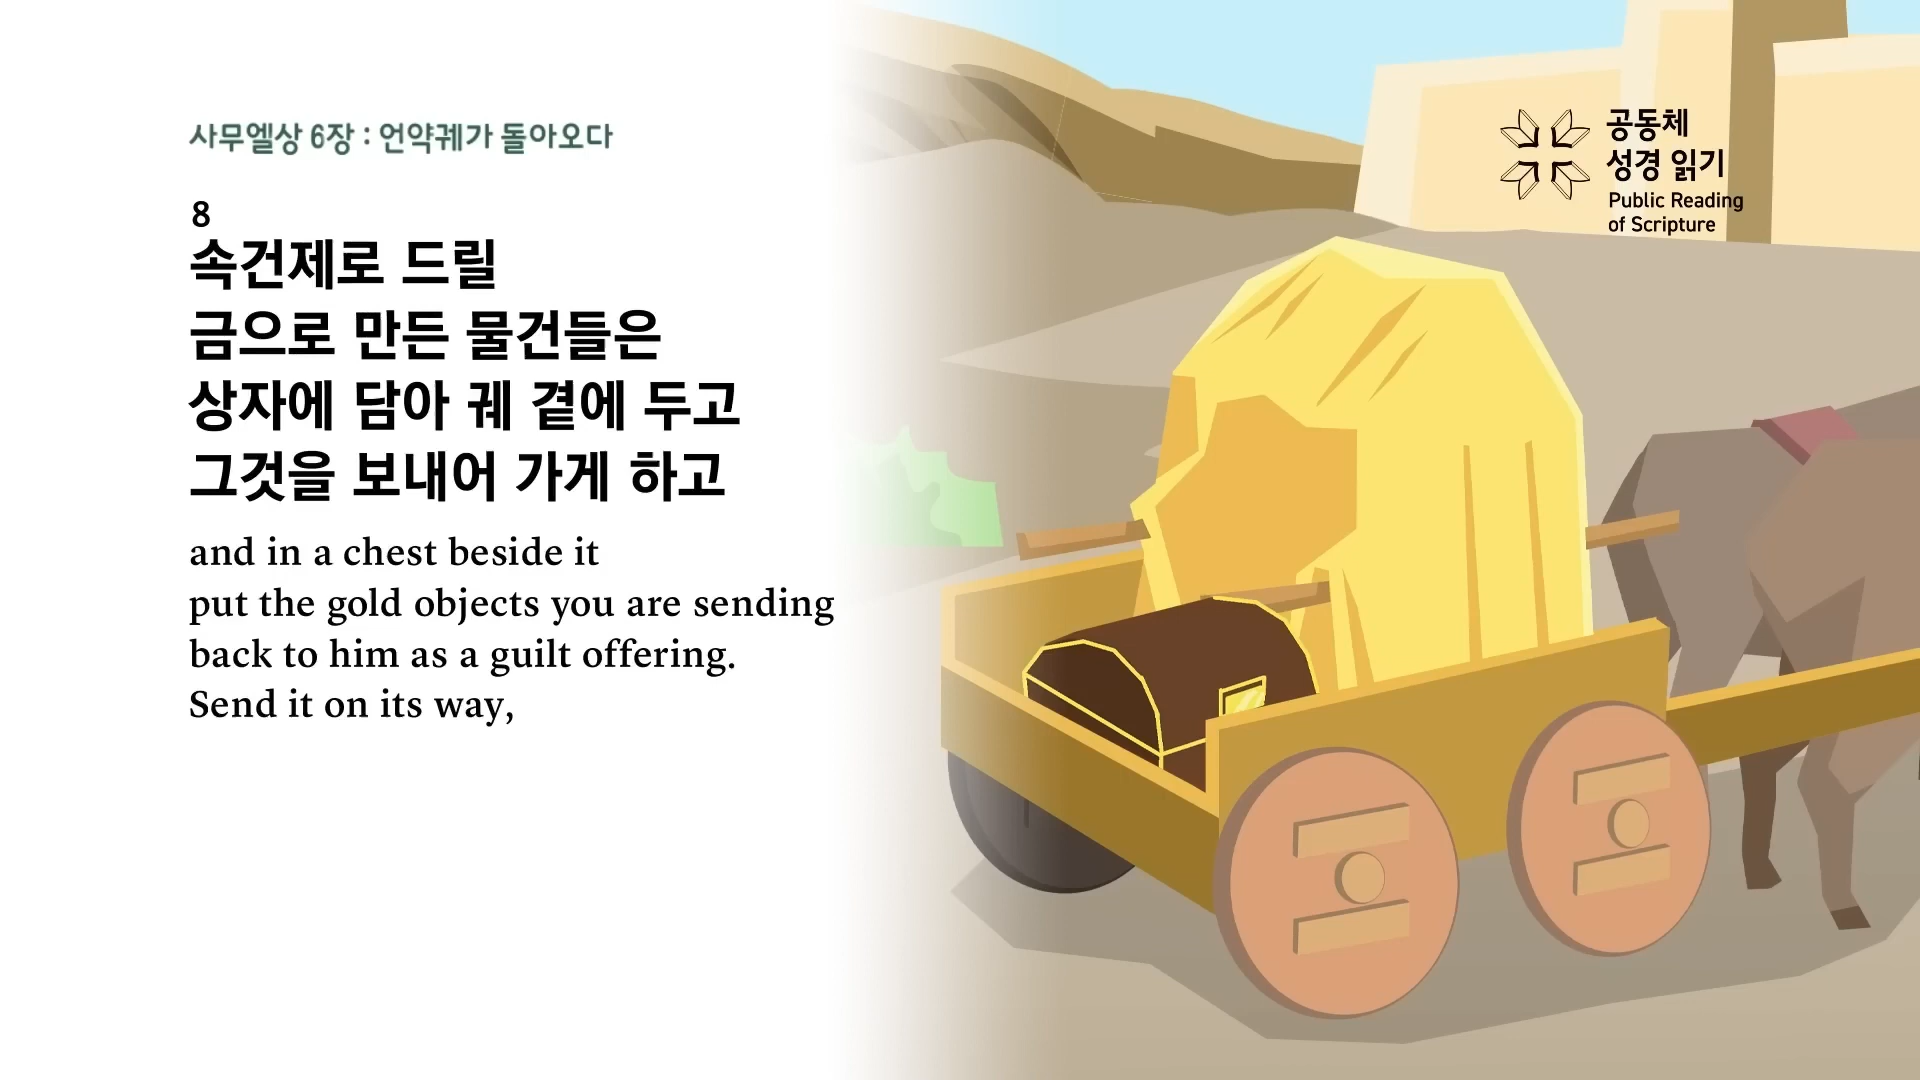 사무엘상 6장 : 언약궤가 돌아오다
8
속건제로 드릴
금으로 만든 물건들은
상자에 담아 궤 곁에 두고
그것을 보내어 가게 하고
and in a chest beside it
put the gold objects you are sending
back to him as a guilt offering.
Send it on its way,
공동체
성경 읽기
Public Reading
of Scripture